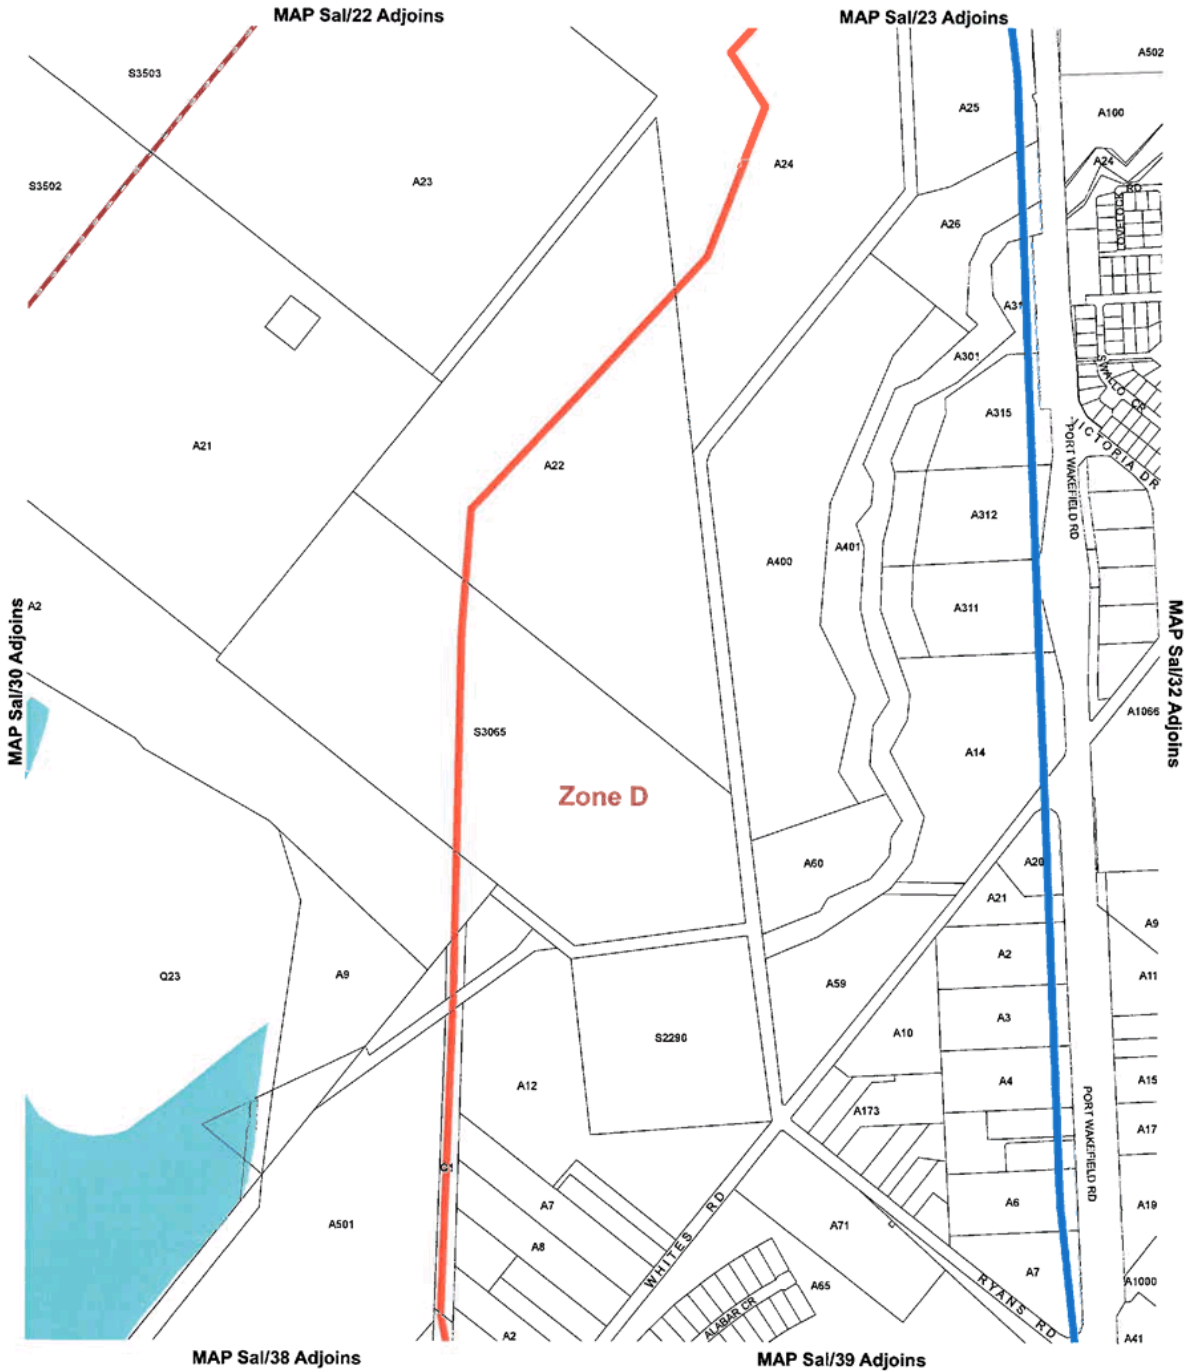 MAP Sal/22 Adjoins
MAP Sal/23 Adjoins
S3503
A502
A25
A100
A24
A24
S3502
A23
LOVELOCK RD
A26
A31
A301
SWALLO CR
A315
A21
VICTORIA DR
PORT WAKEFIELD RD
A22
A312
A400
A401
A2
A311
MAP Sal/30 Adjoins
MAP Sal/32 Adjoins
A1066
S3065
A14
Zone D
A60
A20
A21
A9
A2
Q23
A9
A11
A59
A3
A10
S2290
A4
A15
A12
A173
A17
PORT WAKEFIELD RD
A7
A6
A19
A501
A71
A8
WHITES RD
A7
A1000
A65
RYANS RD
ALABAR CR
A2
A41
MAP Sal/38 Adjoins
MAP Sal/39 Adjoins